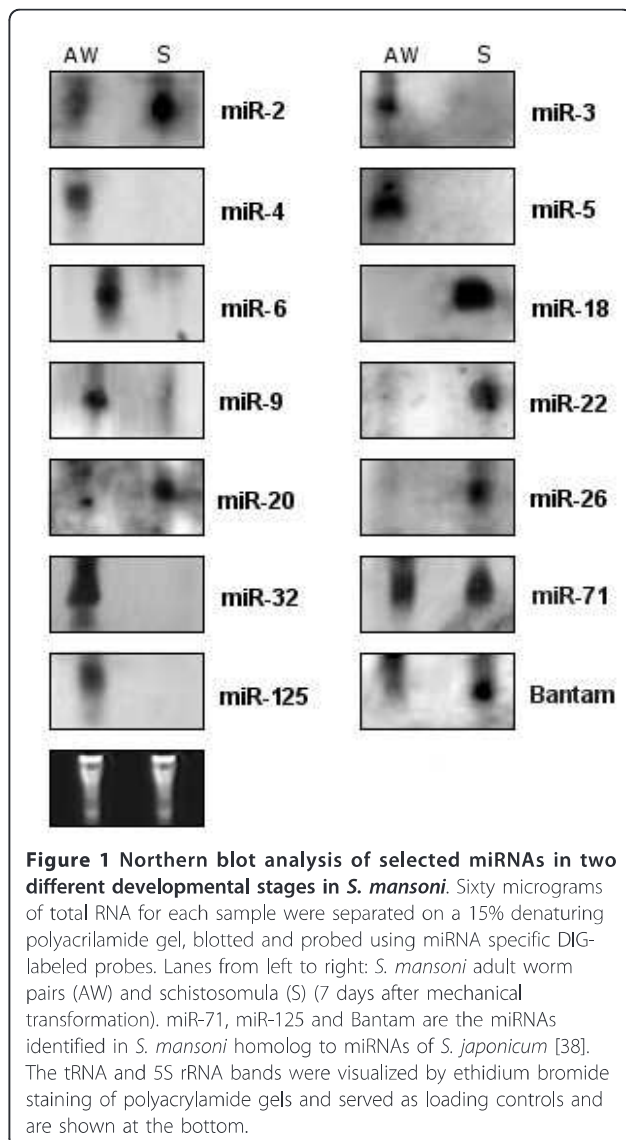 AW S
AW S
miR-2
miR-3
miR-4
miR-5
miR-6
miR-18
miR-9
miR-22
miR-20
miR-26
miR-32
miR-71
miR-125
Bantam
Figure 1 Northern blot analysis of selected miRNAs in two
different developmental stages in S. mansoni. Sixty micrograms
of total RNA for each sample were separated on a 15% denaturing
polyacrilamide gel, blotted and probed using miRNA specific DIG-
labeled probes. Lanes from left to right: S. mansoni adult worm
pairs (AW) and schistosomula (S) (7 days after mechanical
transformation). miR-71, miR-125 and Bantam are the miRNAs
identified in S. mansoni homolog to miRNAs of S. japonicum [38].
The tRNA and 5S rRNA bands were visualized by ethidium bromide
staining of polyacrylamide gels and served as loading controls and
are shown at the bottom.